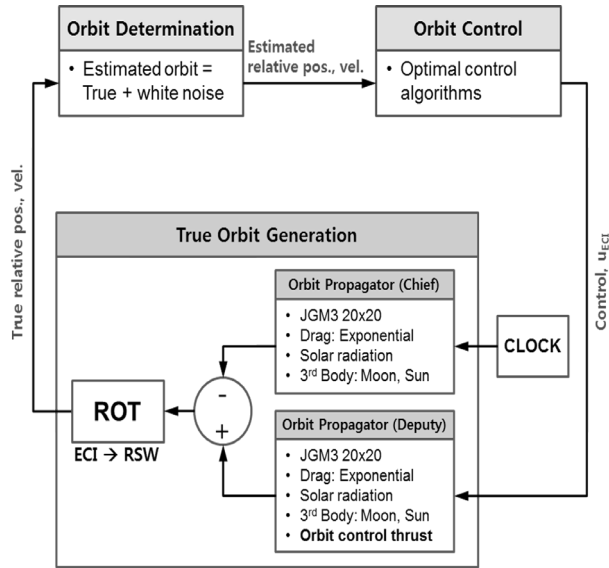 Orbit Determination
• Estimated orbit =
True + white noise
Estimated
relative pos., vel.
Orbit Control
• Optimal control
algorithms
True relative pos., vel.
Control, uECI
True Orbit Generation
Orbit Propagator (Chief)
• JGM3 20x20
• Drag: Exponential
• Solar radiation
• 3rd Body: Moon, Sun
CLOCK
-
+
ROT
ECI → RSW
Orbit Propagator (Deputy)
• JGM3 20x20
• Drag: Exponential
• Solar radiation
• 3rd Body: Moon, Sun
• Orbit control thrust